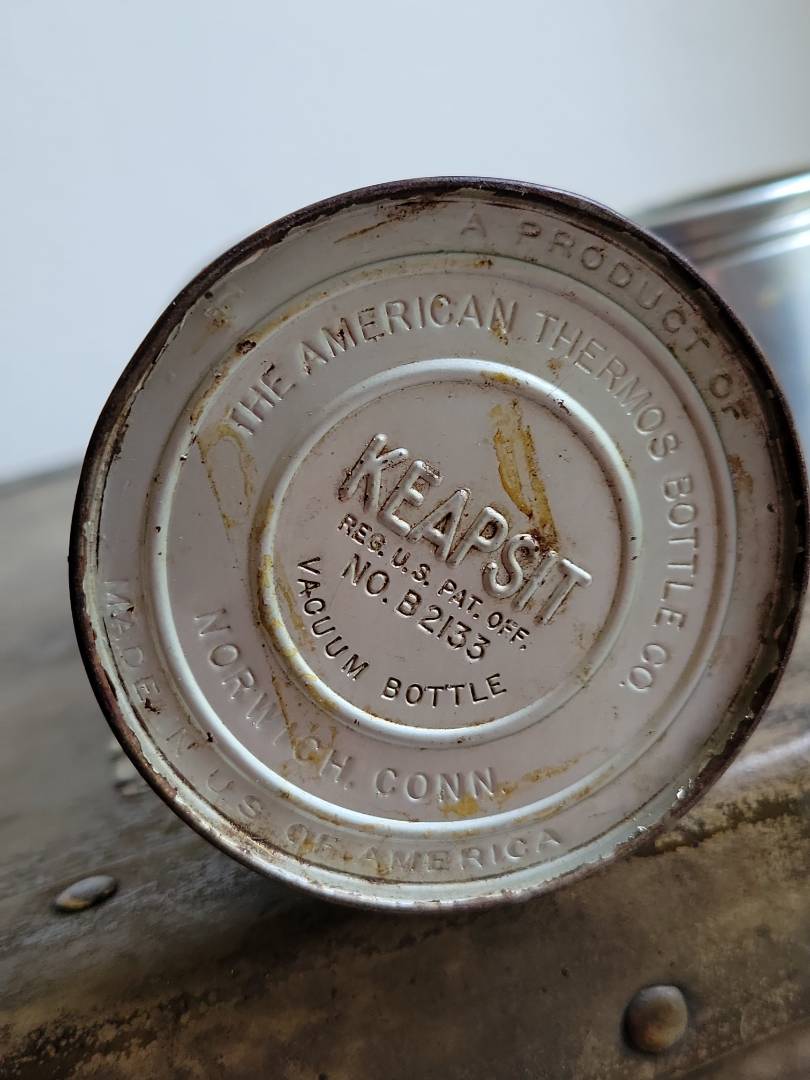 A PRODUCT OF
THE AMERICAN THERMOS BOTTLE CO.
KEAPSIT
REG. U.S. PAT. OFF.
NO. B2133
VACUUM BOTTLE
NORWICH, CONN.
MADE IN U.S. OF AMERICA